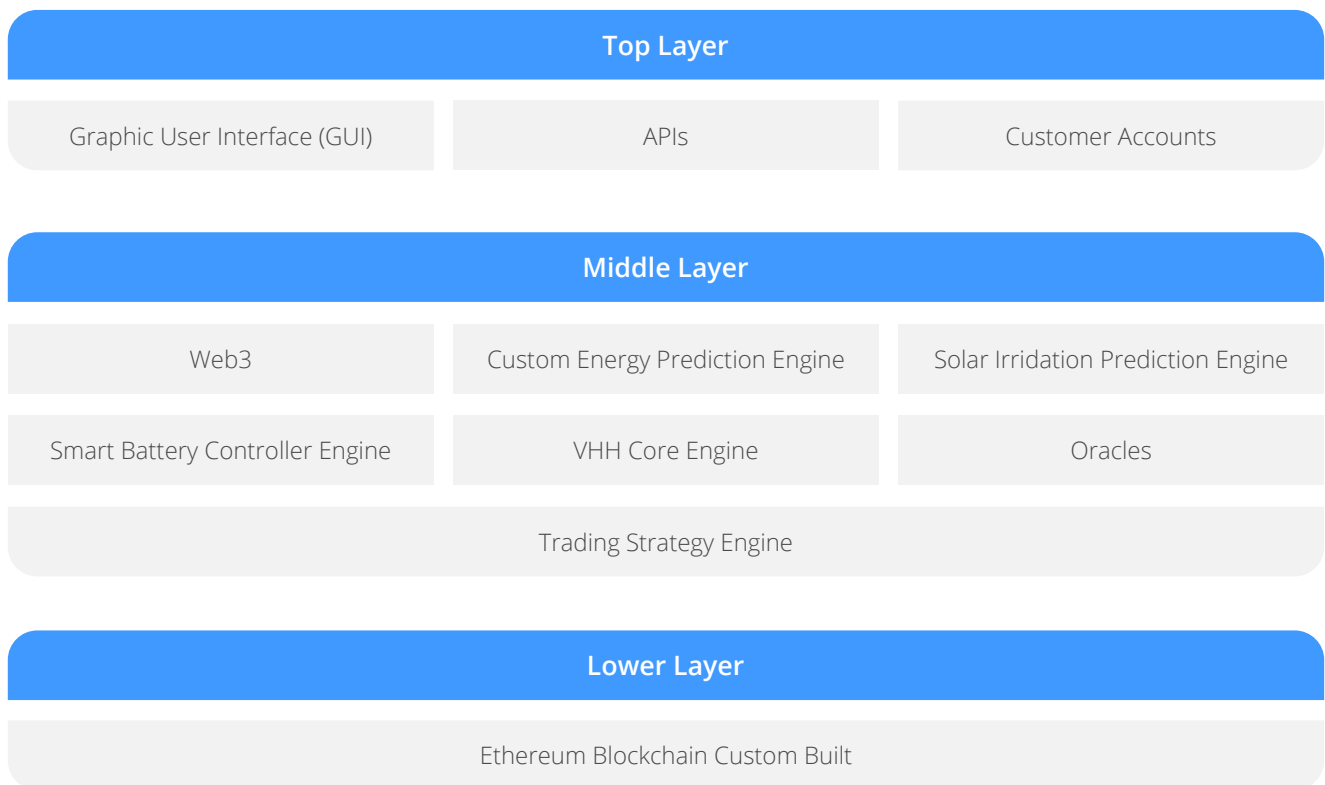 Top Layer
Graphic User Interface (GUI)
APIs
Customer Accounts
Middle Layer
Web3
Custom Energy Prediction Engine
Solar Irridation Prediction Engine
Smart Battery Controller Engine
VHH Core Engine
Oracles
Trading Strategy Engine
Lower Layer
Ethereum Blockchain Custom Built